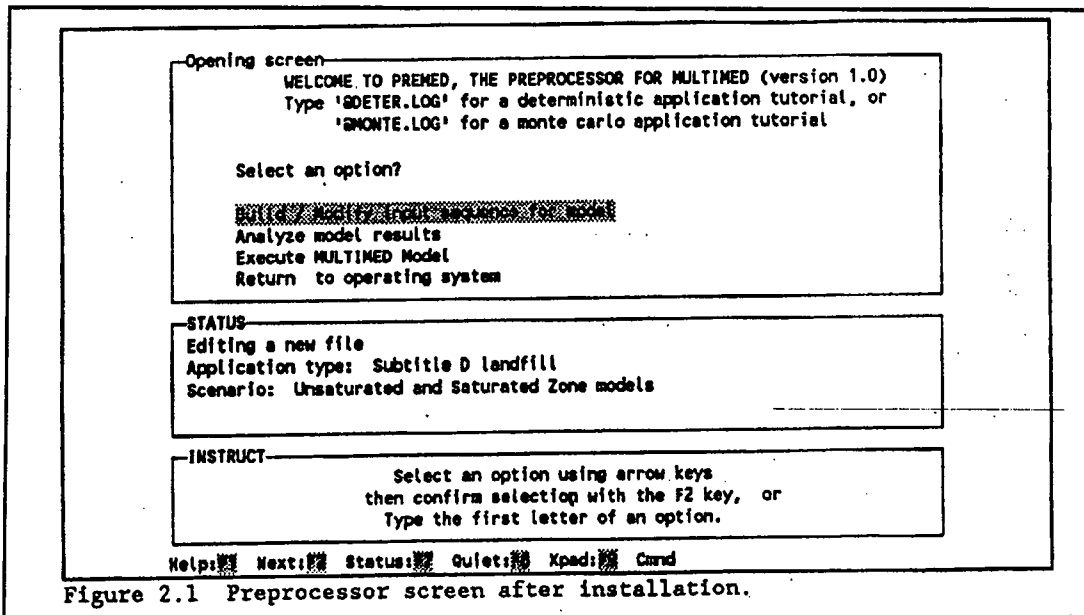 Opening screen
WELCOME TO PREMED, THE PREPROCESSOR FOR MULTIMED (version 1.0)
Type '@DETER.LOG' for a deterministic application tutorial, or
'@MONTE.LOG' for a monte carlo application tutorial
Select an option?
Build / Modify input sequence for model
Analyze model results
Execute MULTIMED Model
Return to operating system
STATUS
Editing a new file
Application type: Subtitle D landfill
Scenario: Unsaturated and Saturated Zone models
INSTRUCT
Select an option using arrow keys
then confirm selection with the F2 key, or
Type the first letter of an option.
Help:F1 Next:F2 Status:F7 Quiet: Xpad:F9 Cmnd
Figure 2.1 Preprocessor screen after installation.